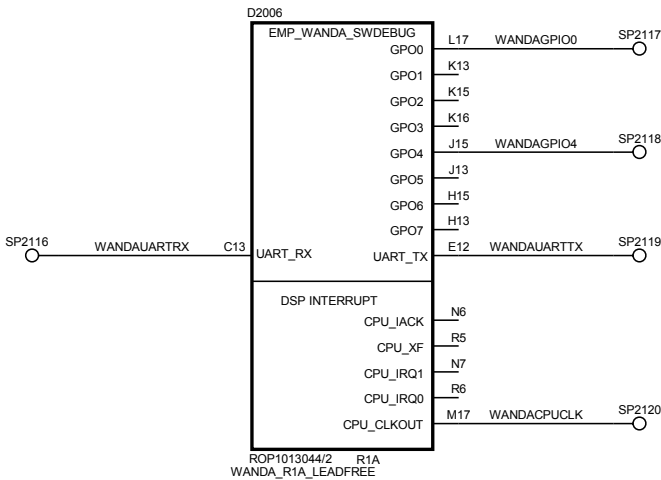 D2006
EMP_WANDA_SWDEBUG
GPO0 L17 WANDAGPIO0 SP2117
GPO1 K13
GPO2 K15
GPO3 K16
GPO4 J15 WANDAGPIO4 SP2118
GPO5 J13
GPO6 H15
GPO7 H13
SP2116 WANDAUARTRX C13 UART_RX UART_TX E12 WANDAUARTTX SP2119
DSP INTERRUPT
CPU_IACK N6
CPU_XF R5
CPU_IRQ1 N7
CPU_IRQ0 R6
CPU_CLKOUT M17 WANDACPUCLK SP2120
ROP1013044/2 R1A
WANDA_R1A_LEADFREE